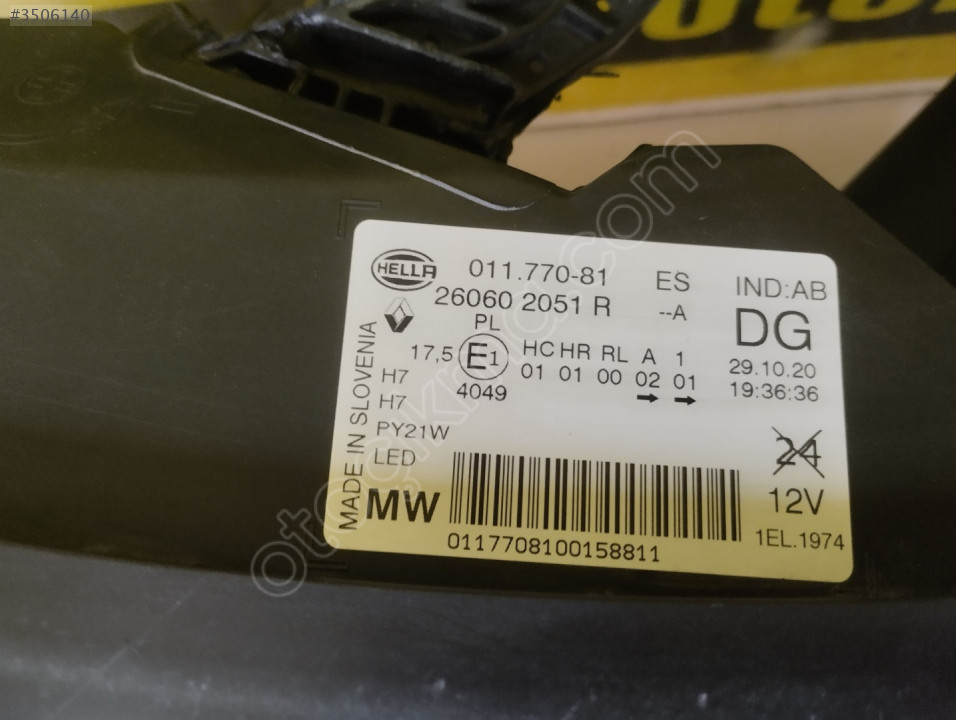 #3506140
HELLA 011.770-81 ES IND:AB
26060 2051 R --A DG
PL
17,5 E1 HC HR RL A 1 29.10.20
01 01 00 02 01 19:36:36
H7 4049 → →
H7
PY21W 24
LED
MW 12V
1EL.1974
0117708100158811
MADE IN SLOVENIA
otocikma.com